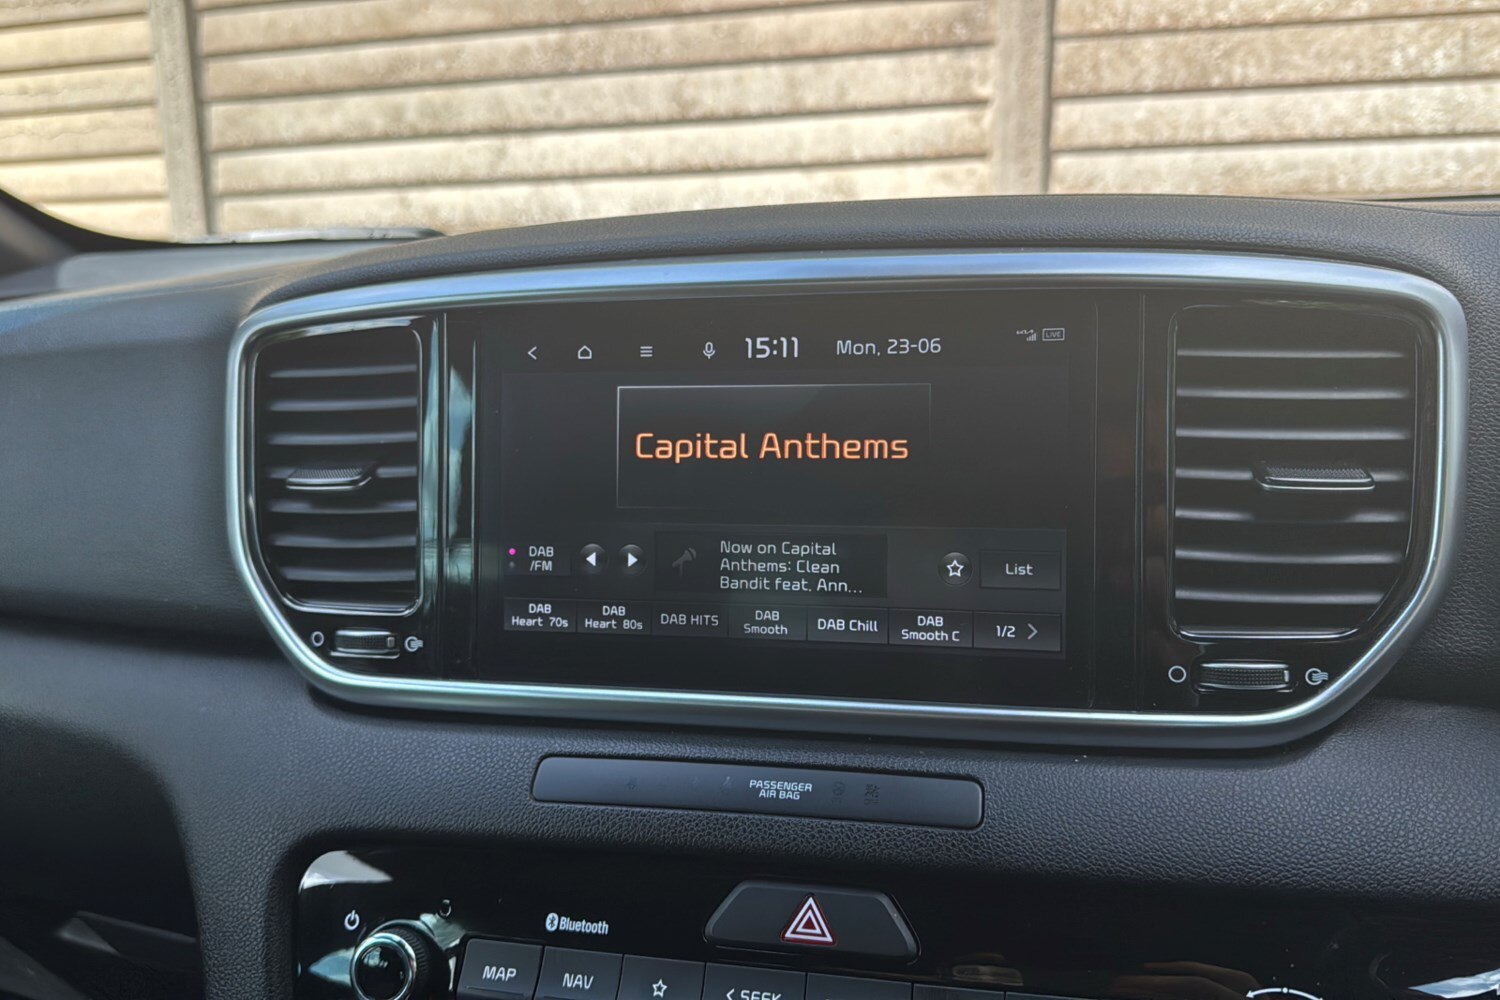 15:11 Mon, 23-06 LIVE
Capital Anthems
DAB
/FM
Now on Capital
Anthems: Clean
Bandit feat. Ann...
List
DAB
Heart 70s
DAB
Heart 80s
DAB HITS
DAB
Smooth
DAB Chill
DAB
Smooth C
1/2
PASSENGER
AIR BAG
Bluetooth
MAP
NAV
SEEK